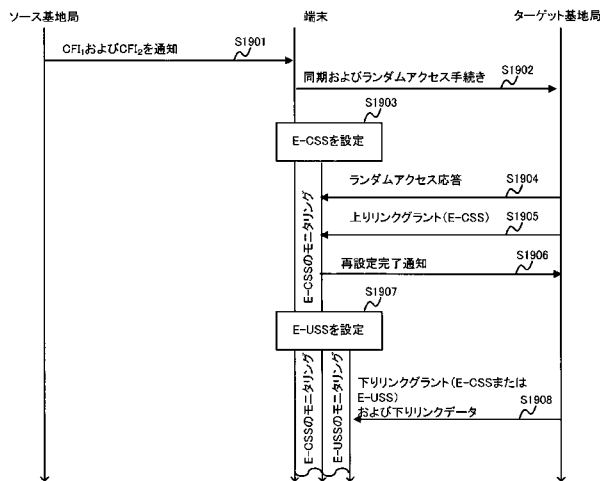 ソース基地局
端末
ターゲット基地局
CFI₁およびCFI₂を通知
S1901
同期およびランダムアクセス手続き
S1902
S1903
E-CSSを設定
ランダムアクセス応答
S1904
上りリンクグラント(E-CSS)
S1905
E-CSSのモニタリング
再設定完了通知
S1906
S1907
E-USSを設定
E-CSSのモニタリング
E-USSのモニタリング
下りリンクグラント(E-CSSまたは
E-USS)
および下りリンクデータ
S1908